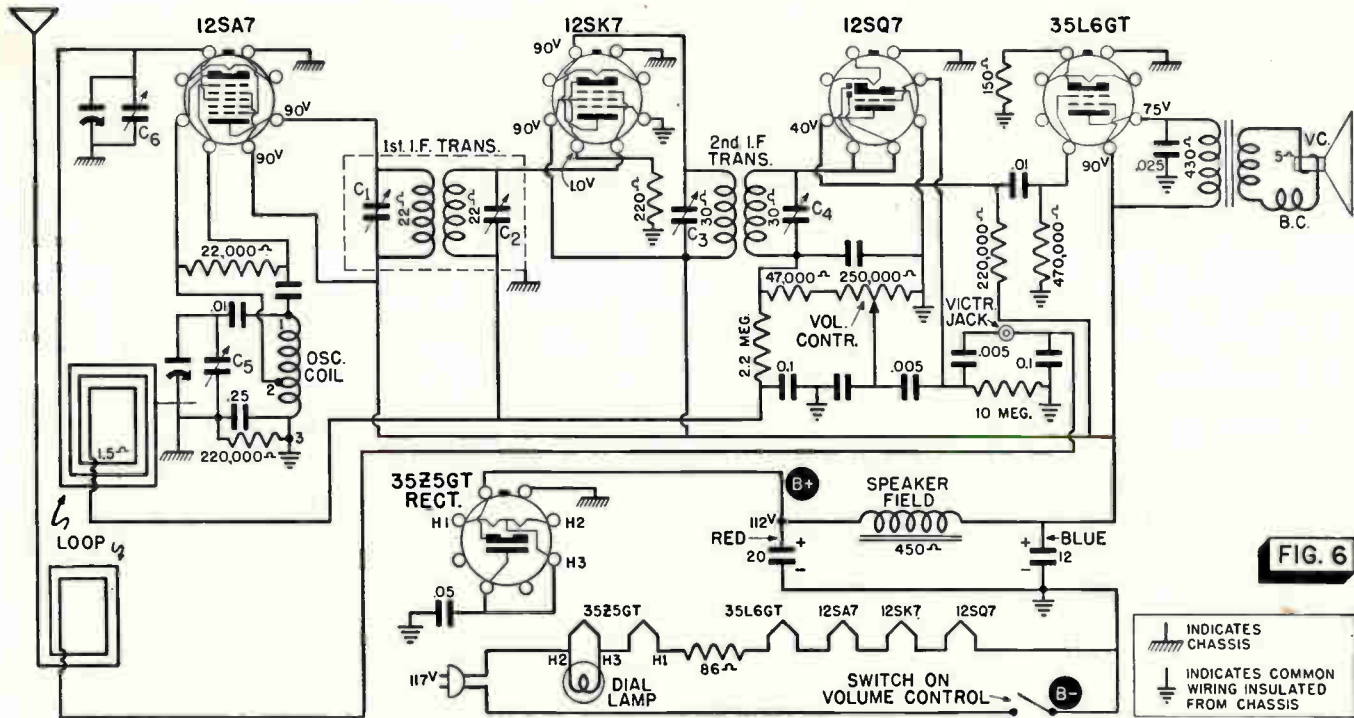 12SA7
12SK7
12SQ7
35L6GT
90V
90V
C6
1st. I.F. TRANS.
C1
22Ω
22Ω
C2
90V
90V
1.0V
220Ω
C3
2nd I.F.
TRANS.
30Ω
30Ω
C4
40V
150Ω
75V
90V
.01
.025
430Ω
V.C.
5Ω
B.C.
22,000Ω
.01
C5
1
2
3
OSC.
COIL
.25
220,000Ω
1.5Ω
LOOP
47,000Ω
250,000Ω
VOL.
CONTR.
2.2 MEG.
0.1
.005
220,000Ω
470,000Ω
VICTR.
JACK
.005
0.1
10 MEG.
35Z5GT
RECT.
H1
H2
H3
.05
B+
112V
RED
20
+
-
SPEAKER
FIELD
450Ω
BLUE
+
-
12
FIG. 6
35Z5GT
35L6GT
12SA7
12SK7
12SQ7
H2
H3
H1
86Ω
117V
DIAL
LAMP
SWITCH ON
VOLUME CONTROL
B-
INDICATES
CHASSIS
INDICATES COMMON
WIRING INSULATED
FROM CHASSIS